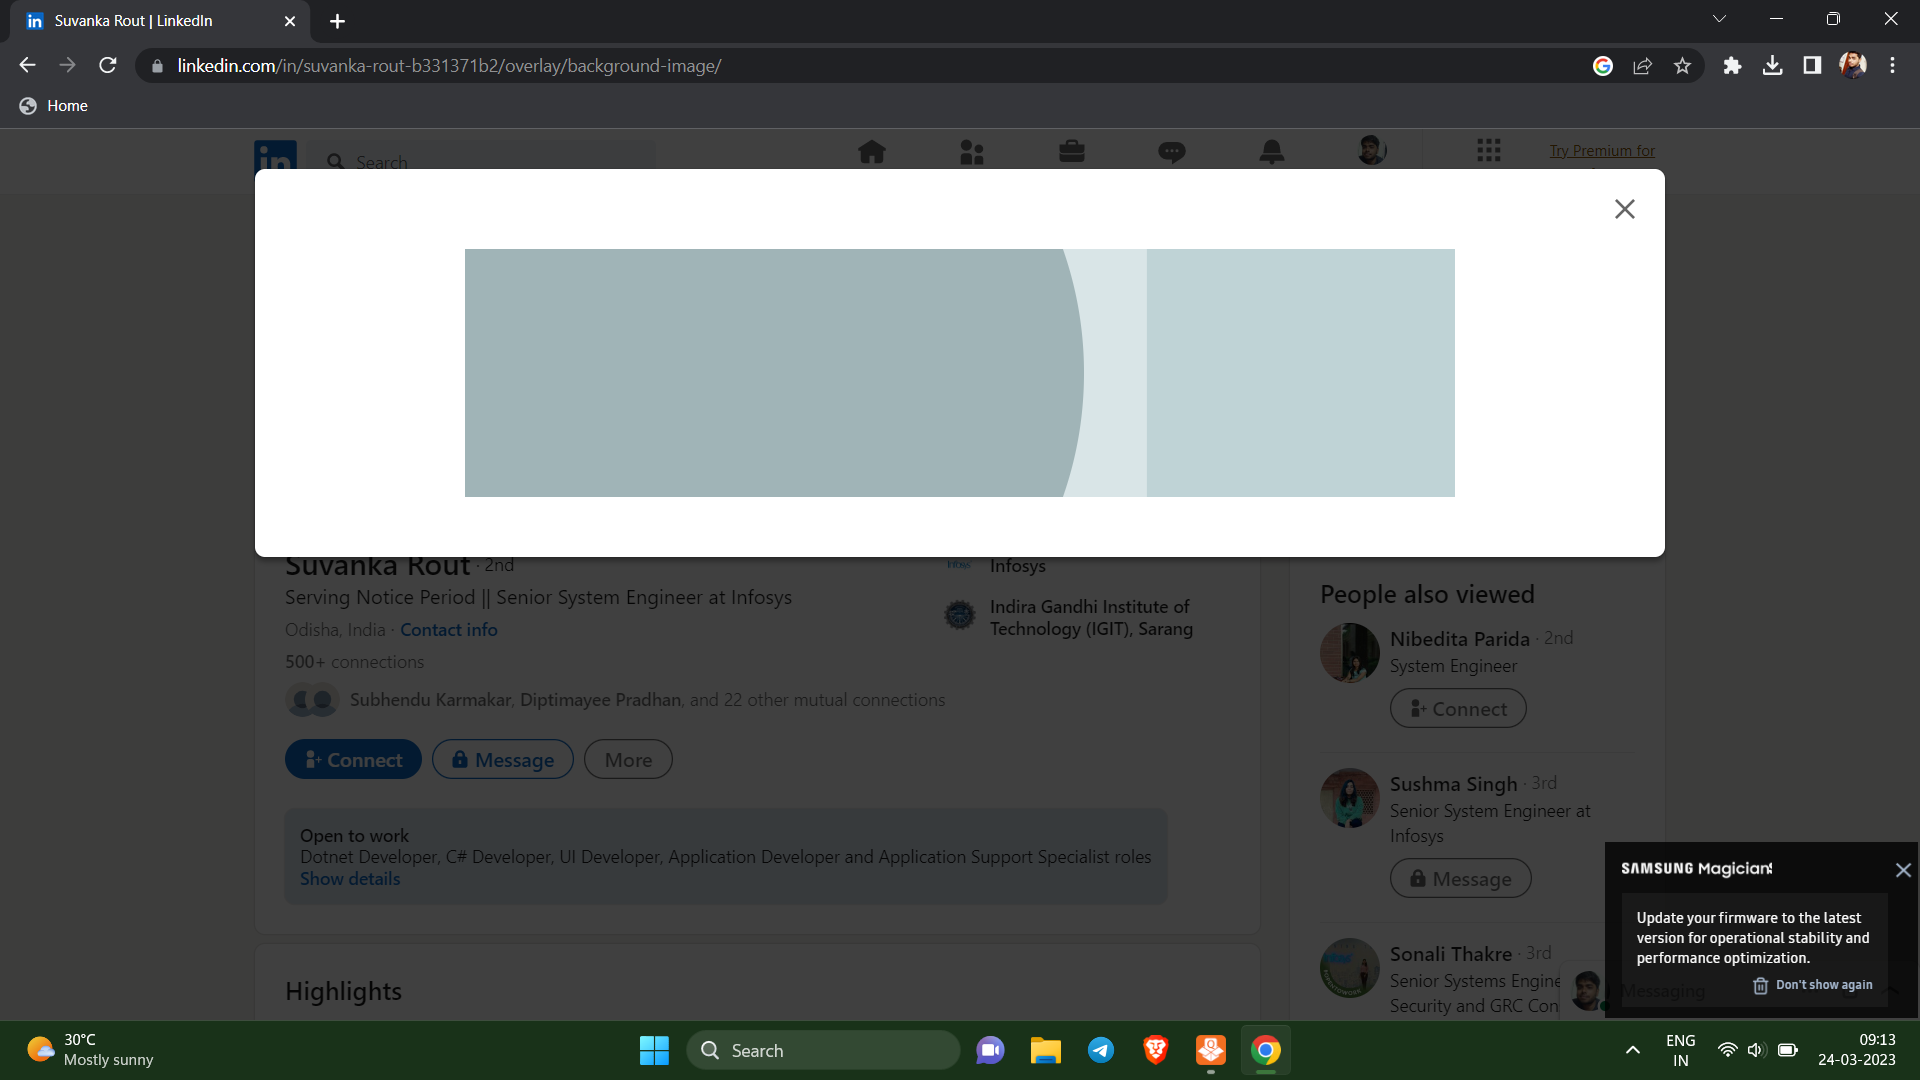 Suvanka Rout | LinkedIn
linkedin.com/in/suvanka-rout-b331371b2/overlay/background-image/
Home
in
Search
Try Premium for
Suvanka Rout · 2nd
Serving Notice Period || Senior System Engineer at Infosys
Odisha, India · Contact info
500+ connections
Subhendu Karmakar, Diptimayee Pradhan, and 22 other mutual connections
Connect
Message
More
Infosys
Infosys
Indira Gandhi Institute of
Technology (IGIT), Sarang
Open to work
Dotnet Developer, C# Developer, UI Developer, Application Developer and Application Support Specialist roles
Show details
Highlights
People also viewed
Nibedita Parida · 2nd
System Engineer
Connect
Sushma Singh · 3rd
Senior System Engineer at
Infosys
Message
Sonali Thakre · 3rd
Senior Systems Engine
Security and GRC Con
Messaging
SAMSUNG Magician
Update your firmware to the latest
version for operational stability and
performance optimization.
Don't show again
30°C
Mostly sunny
Search
ENG
IN
09:13
24-03-2023